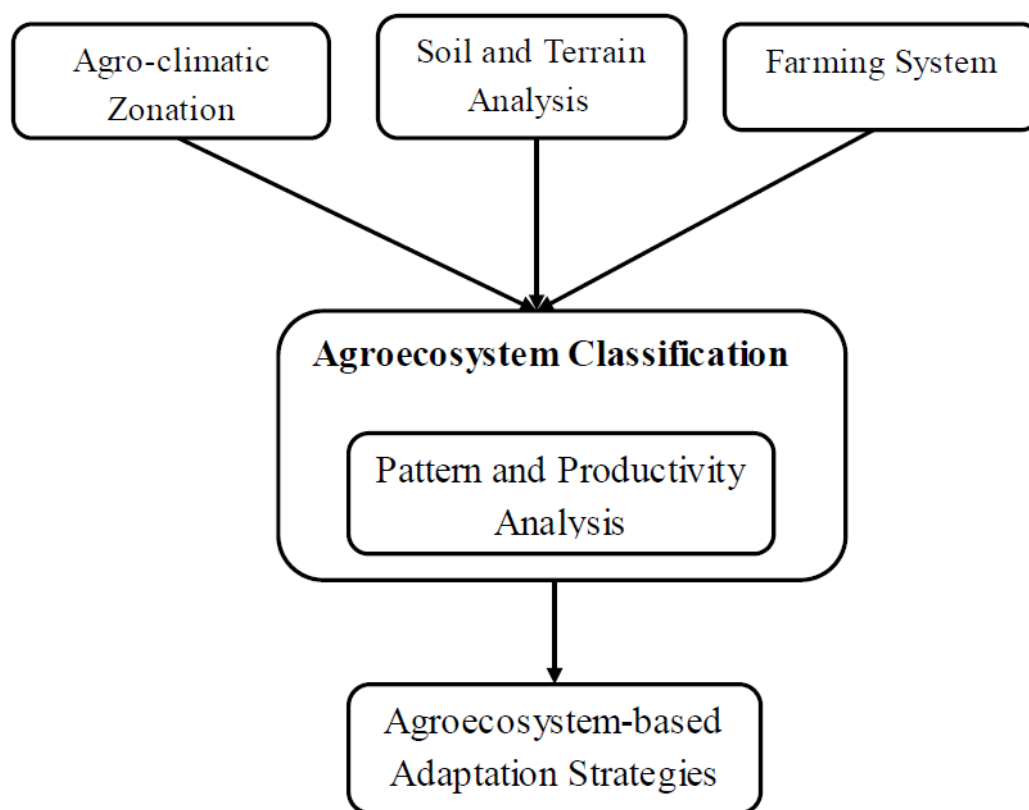 Agro-climatic
Zonation
Soil and Terrain
Analysis
Farming System
Agroecosystem Classification
Pattern and Productivity
Analysis
Agroecosystem-based
Adaptation Strategies